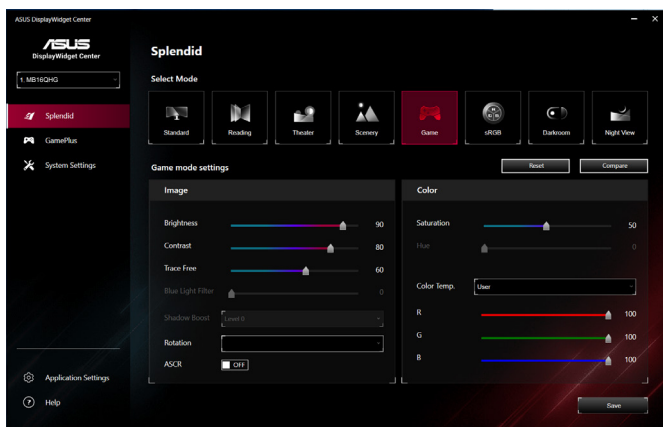 ASUS DisplayWidget Center
ASUS
DisplayWidget Center
1. MB16QHG
Splendid
GamePlus
System Settings
Application Settings
Help
Splendid
Select Mode
Standard
Reading
Theater
Scenery
Game
sRGB
Darkroom
Night View
Game mode settings
Reset
Compare
Image
Brightness 90
Contrast 80
Trace Free 60
Blue Light Filter 0
Shadow Boost Level 0
Rotation
ASCR OFF
Color
Saturation 50
Hue 0
Color Temp. User
R 100
G 100
B 100
Save